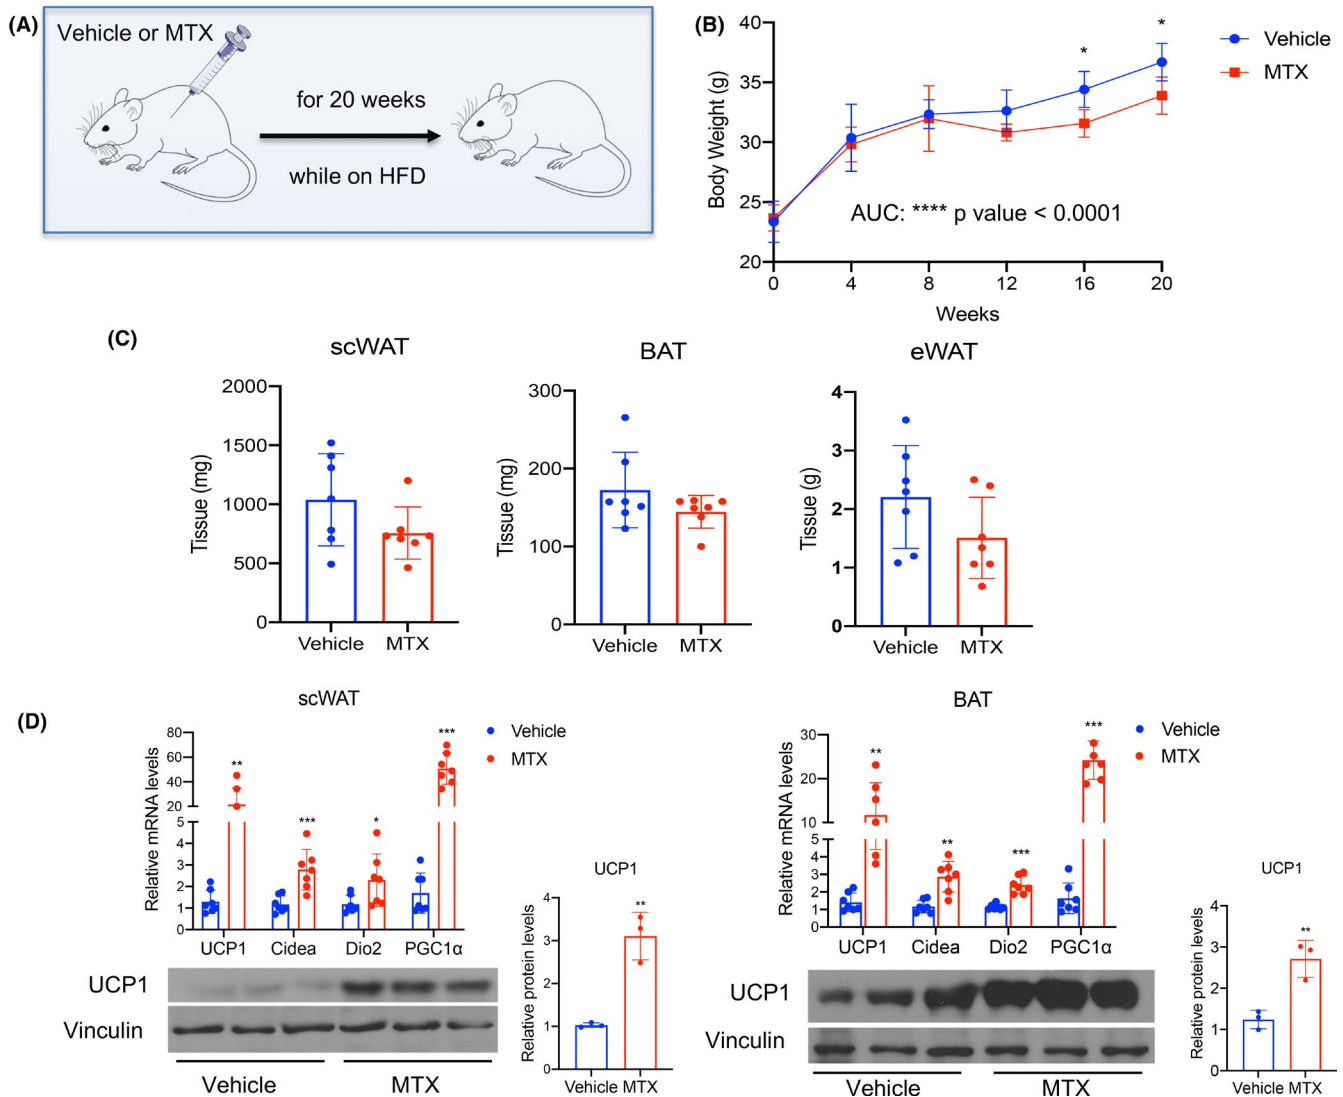 (A)
Vehicle or MTX
for 20 weeks
while on HFD
(B)
40
35
30
25
20
Body Weight (g)
*
*
AUC: **** p value < 0.0001
0 4 8 12 16 20
Weeks
Vehicle
MTX
(C)
scWAT
2000
1500
1000
500
0
Tissue (mg)
Vehicle MTX
BAT
300
200
100
0
Tissue (mg)
Vehicle MTX
eWAT
4
3
2
1
0
Tissue (g)
Vehicle MTX
(D)
scWAT
Vehicle
MTX
80
60
40
20
5
4
3
2
1
0
Relative mRNA levels
** *** * ***
UCP1 Cidea Dio2 PGC1α
UCP1
Vinculin
Vehicle MTX
UCP1
4
3
2
1
0
Relative protein levels
**
Vehicle MTX
BAT
Vehicle
MTX
30
20
10
5
4
3
2
1
0
Relative mRNA levels
** ** *** ***
UCP1 Cidea Dio2 PGC1α
UCP1
Vinculin
Vehicle MTX
UCP1
4
3
2
1
0
Relative protein levels
**
Vehicle MTX